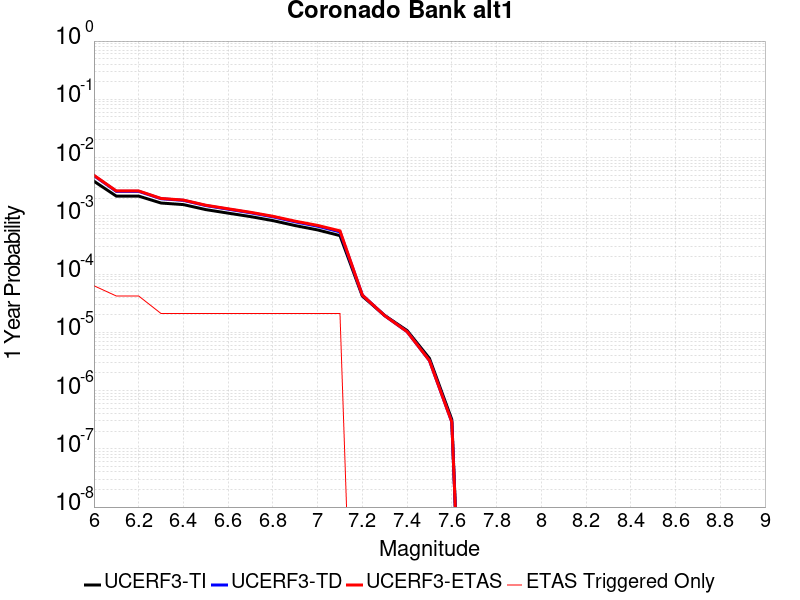 Coronado Bank alt1
10^0
10^-1
10^-2
10^-3
10^-4
10^-5
10^-6
10^-7
10^-8
1 Year Probability
6 6.2 6.4 6.6 6.8 7 7.2 7.4 7.6 7.8 8 8.2 8.4 8.6 8.8 9
Magnitude
UCERF3-TI UCERF3-TD UCERF3-ETAS ETAS Triggered Only